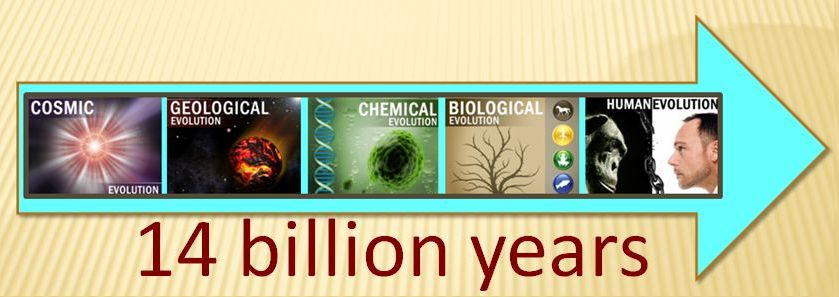 COSMIC
EVOLUTION
GEOLOGICAL
EVOLUTION
CHEMICAL
EVOLUTION
BIOLOGICAL
EVOLUTION
HUMAN EVOLUTION
14 billion years